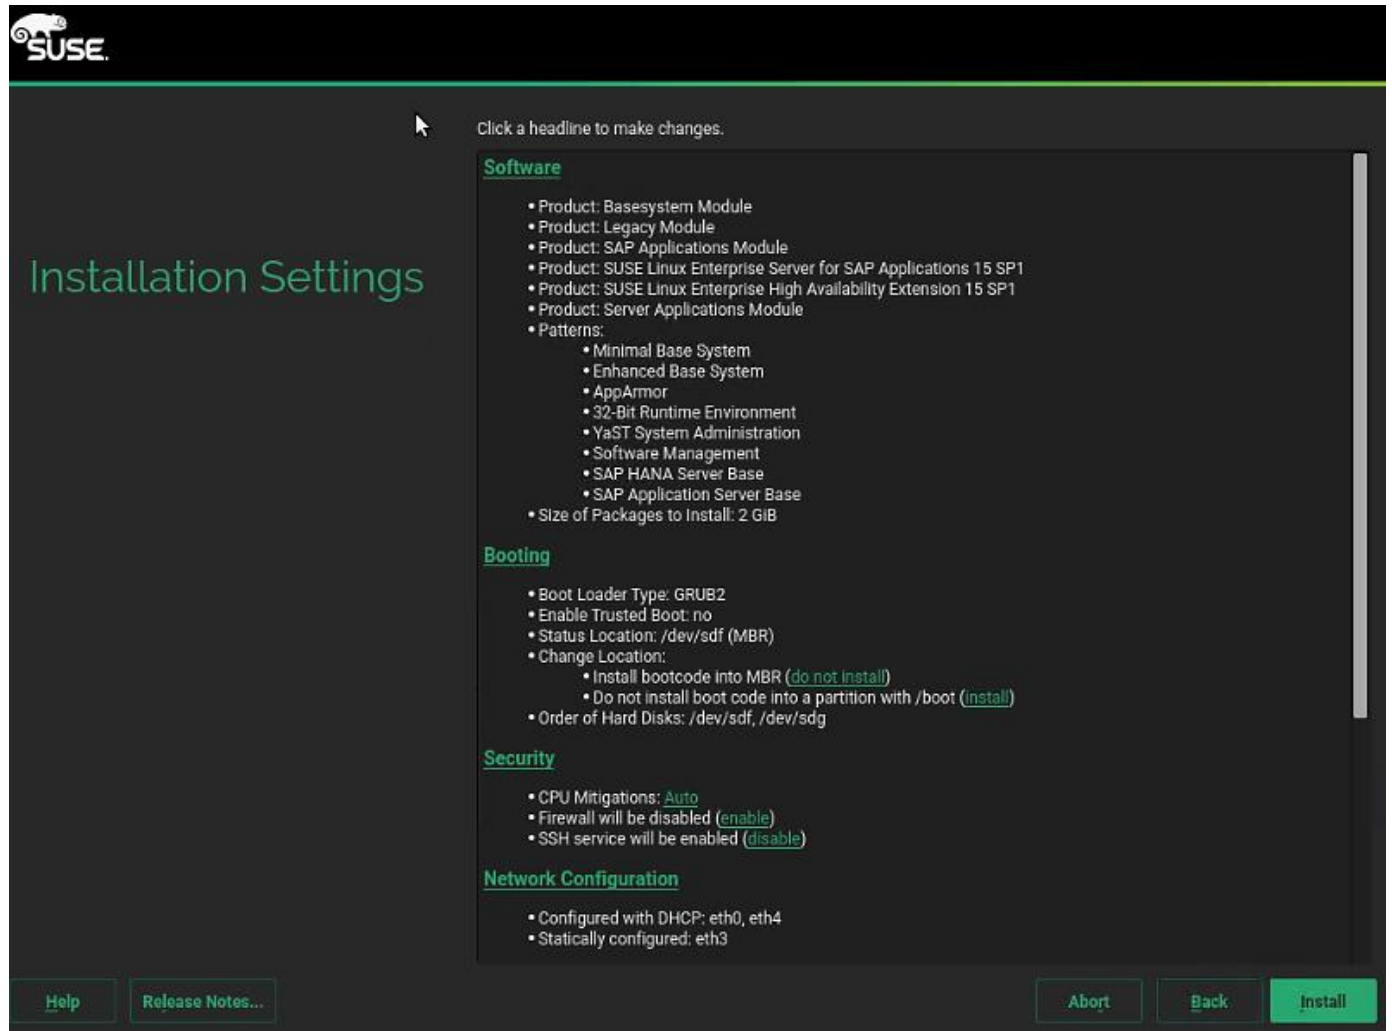 SUSE.
Click a headline to make changes.
Installation Settings
Software
• Product: Basesystem Module
• Product: Legacy Module
• Product: SAP Applications Module
• Product: SUSE Linux Enterprise Server for SAP Applications 15 SP1
• Product: SUSE Linux Enterprise High Availability Extension 15 SP1
• Product: Server Applications Module
• Patterns:
• Minimal Base System
• Enhanced Base System
• AppArmor
• 32-Bit Runtime Environment
• YaST System Administration
• Software Management
• SAP HANA Server Base
• SAP Application Server Base
• Size of Packages to Install: 2 GiB
Booting
• Boot Loader Type: GRUB2
• Enable Trusted Boot: no
• Status Location: /dev/sdf (MBR)
• Change Location:
• Install bootcode into MBR (do not install)
• Do not install boot code into a partition with /boot (install)
• Order of Hard Disks: /dev/sdf, /dev/sdg
Security
• CPU Mitigations: Auto
• Firewall will be disabled (enable)
• SSH service will be enabled (disable)
Network Configuration
• Configured with DHCP: eth0, eth4
• Statically configured: eth3
Help
Release Notes...
Abort
Back
Install